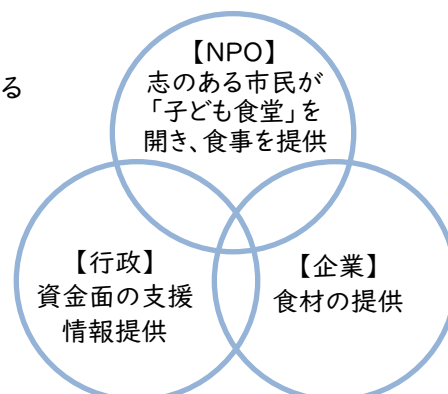 る
【NPO】
志のある市民が
「子ども食堂」を
開き、食事を提供
【行政】
資金面の支援
情報提供
【企業】
食材の提供